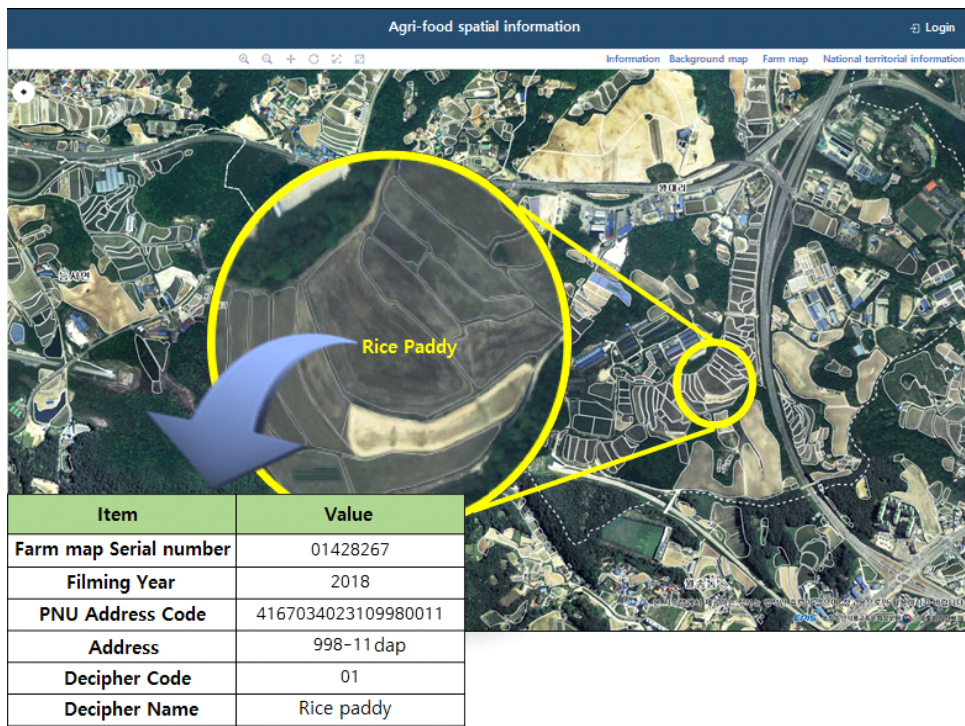 Agri-food spatial information
Login
Information Background map Farm map National territorial information
Rice Paddy
Item Value
Farm map Serial number 01428267
Filming Year 2018
PNU Address Code 4167034023109980011
Address 998-11 dap
Decipher Code 01
Decipher Name Rice paddy